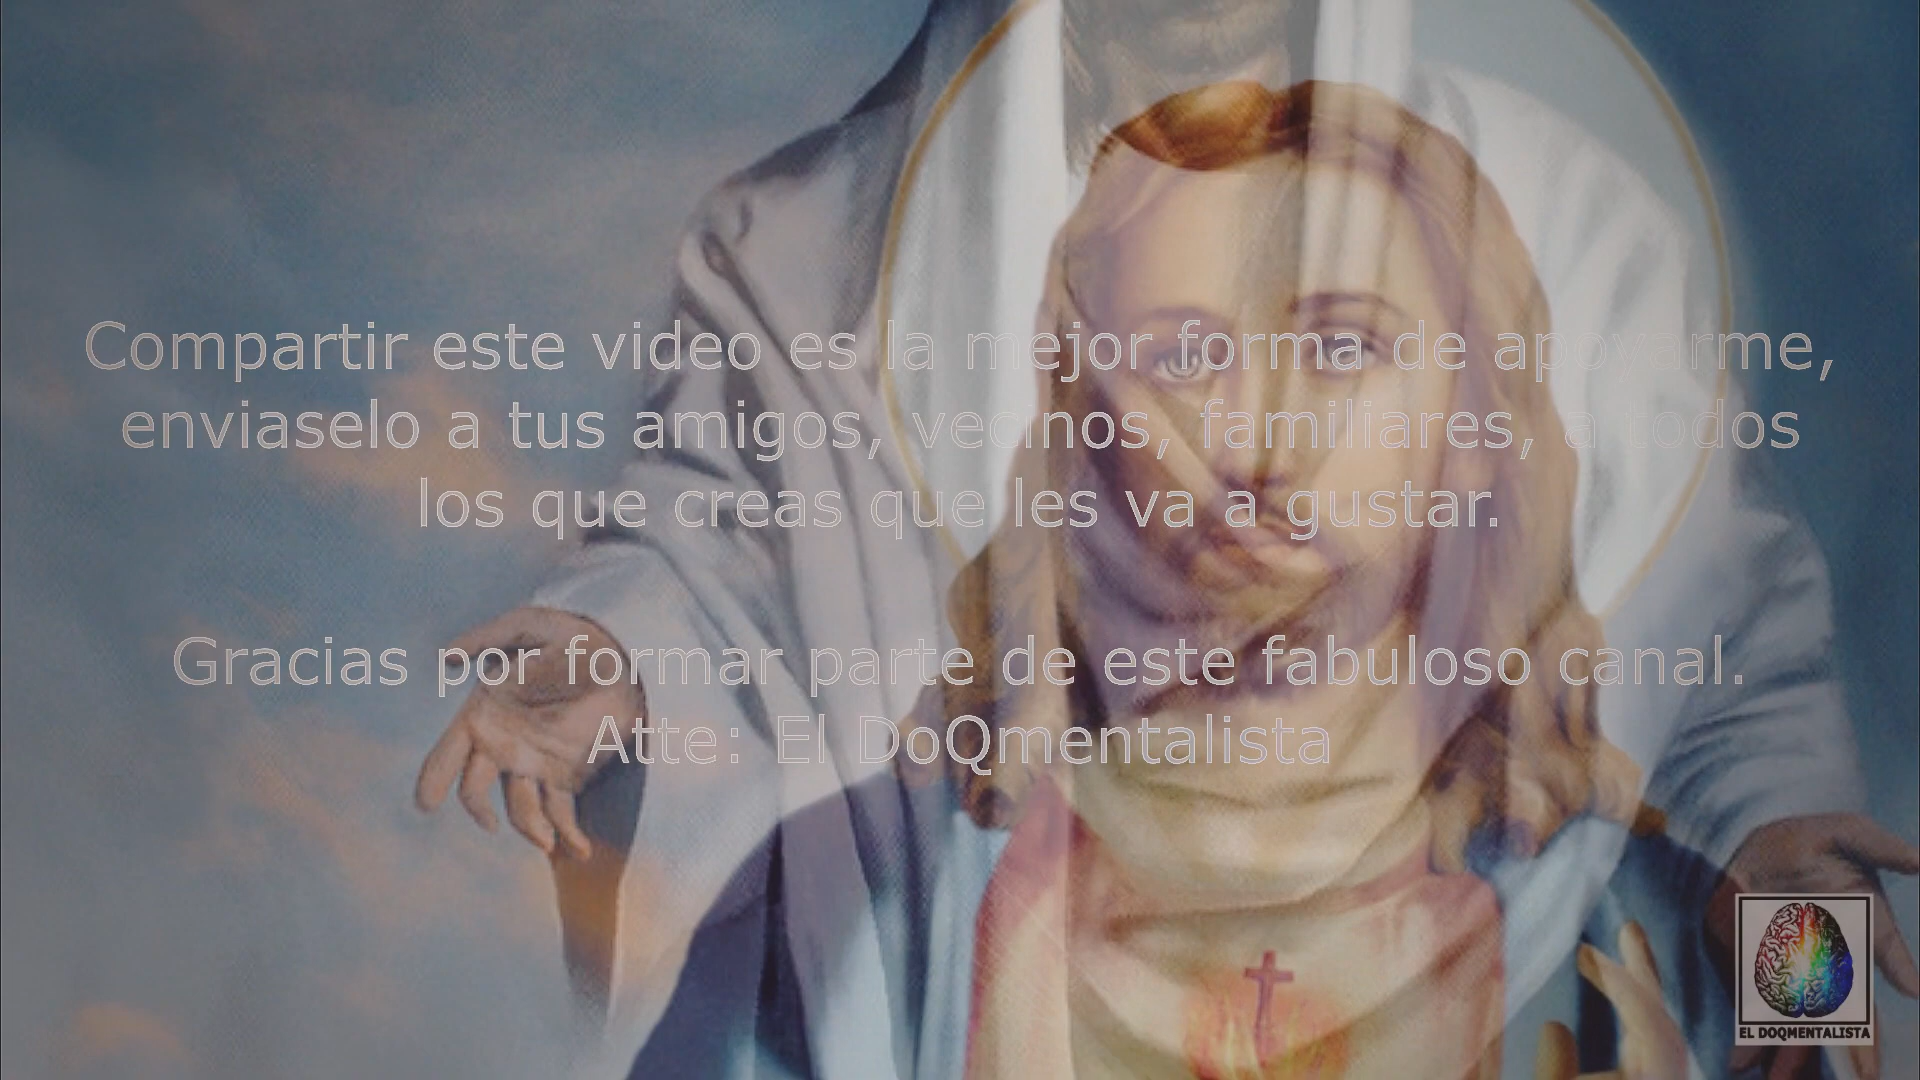 Compartir este video es la mejor forma de apoyarme,
enviaselo a tus amigos, vecinos, familiares, a todos
los que creas que les va a gustar.
Gracias por formar parte de este fabuloso canal.
Atte: El DoQmentalista
EL DOQMENTALISTA